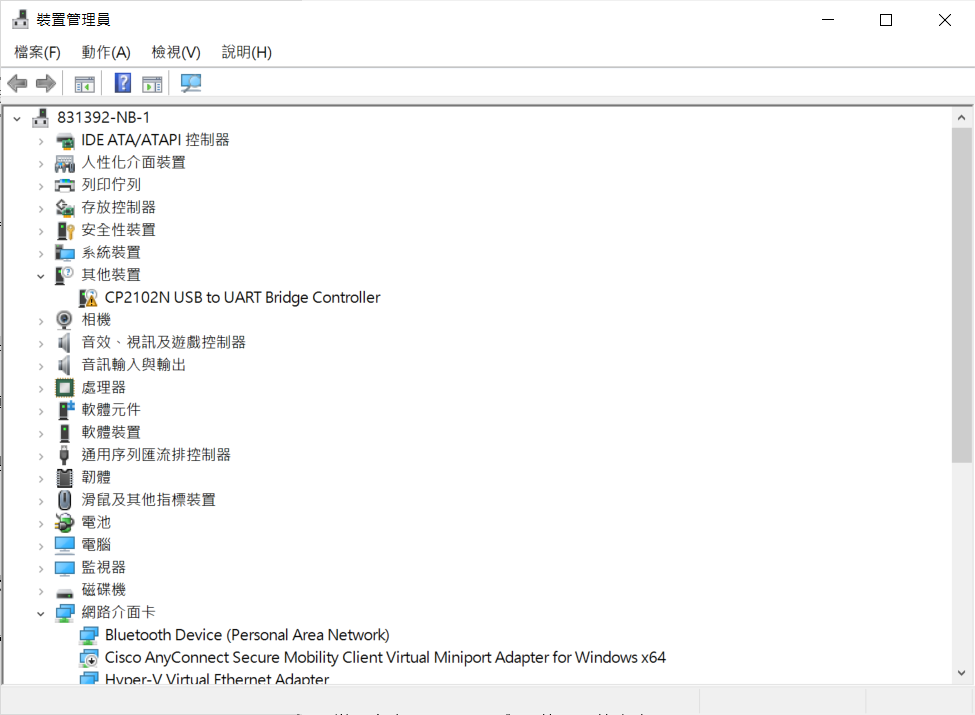 裝置管理員
檔案(F) 動作(A) 檢視(V) 說明(H)
831392-NB-1
IDE ATA/ATAPI 控制器
人性化介面裝置
列印佇列
存放控制器
安全性裝置
系統裝置
其他裝置
CP2102N USB to UART Bridge Controller
相機
音效、視訊及遊戲控制器
音訊輸入與輸出
處理器
軟體元件
軟體裝置
通用序列匯流排控制器
韌體
滑鼠及其他指標裝置
電池
電腦
監視器
磁碟機
網路介面卡
Bluetooth Device (Personal Area Network)
Cisco AnyConnect Secure Mobility Client Virtual Miniport Adapter for Windows x64
Hyper-V Virtual Ethernet Adapter